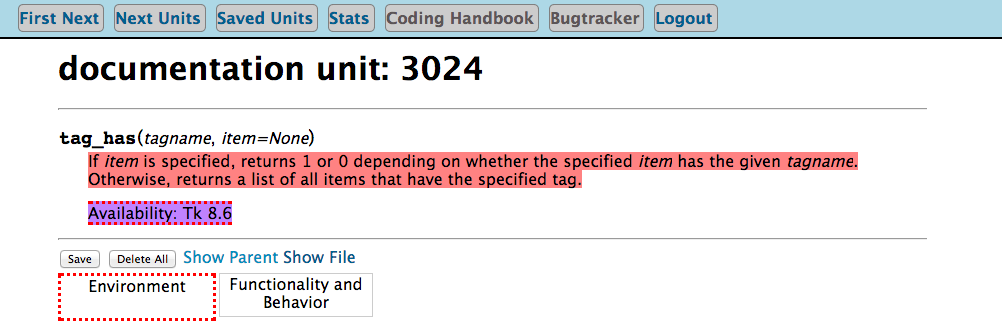 First Next Next Units Saved Units Stats Coding Handbook Bugtracker Logout
documentation unit: 3024
tag_has(tagname, item=None)
If item is specified, returns 1 or 0 depending on whether the specified item has the given tagname.
Otherwise, returns a list of all items that have the specified tag.
Availability: Tk 8.6
Save Delete All Show Parent Show File
Environment Functionality and
Behavior